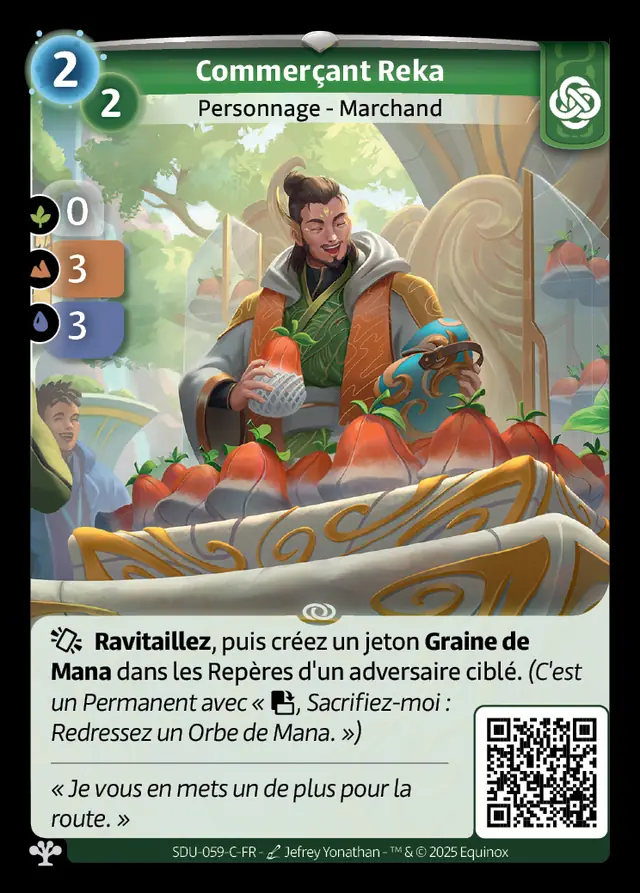 2
2
Commerçant Reka
Personnage - Marchand
0
3
3
Ravitaillez, puis créez un jeton Graine de
Mana dans les Repères d'un adversaire ciblé. (C'est
un Permanent avec « , Sacrifiez-moi :
Redressez un Orbe de Mana. »)
« Je vous en mets un de plus pour la
route. »
SDU-059-C-FR - Jefrey Yonathan - ™ & © 2025 Equinox